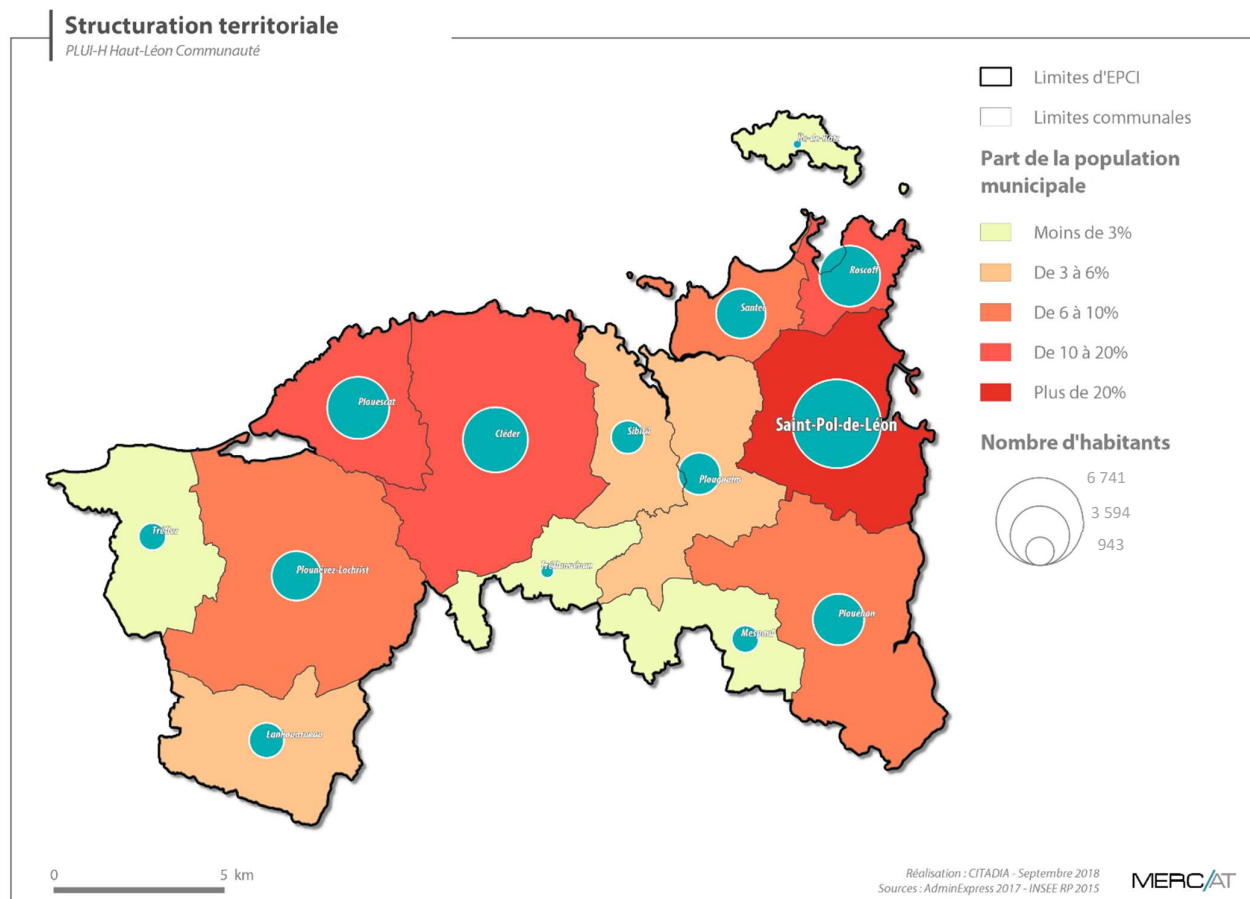 Structuration territoriale
PLUI-H Haut-Léon Communauté
Limites d'EPCI
Limites communales
Part de la population
municipale
Moins de 3%
De 3 à 6%
De 6 à 10%
De 10 à 20%
Plus de 20%
Nombre d'habitants
6 741
3 594
943
Roscoff
Santec
Plouescat
Cléder
Sibiril
Saint-Pol-de-Léon
Plougoulm
Tréflez
Plounévez-Lochrist
Plouénan
Mespaul
Lanhouarneau
0
5 km
Réalisation : CITADIA - Septembre 2018
Sources : AdminExpress 2017 - INSEE RP 2015
MERC/AT